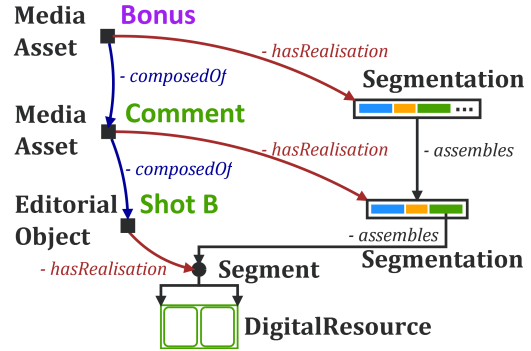 Media
Asset
Bonus
- hasRealisation
Segmentation
...
- composedOf
Media
Asset
Comment
- hasRealisation
- assembles
- composedOf
Editorial
Object
Shot B
- assembles
Segmentation
- hasRealisation
Segment
DigitalResource